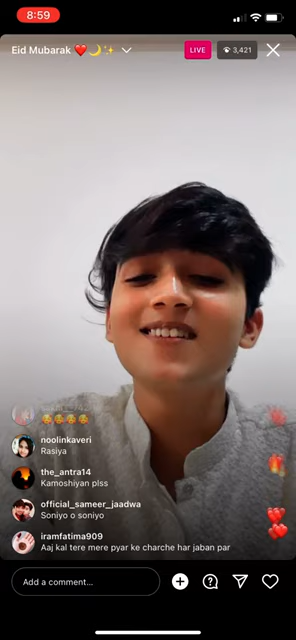 8:59
Eid Mubarak ❤️🌙✨
LIVE
3,421
🥰🥰🥰🥰
noolinkaveri
Rasiya
the_antra14
Kamoshiyan plss
official_sameer_jaadwa
Soniyo o soniyo
iramfatima909
Aaj kal tere mere pyar ke charche har jaban par
Add a comment...